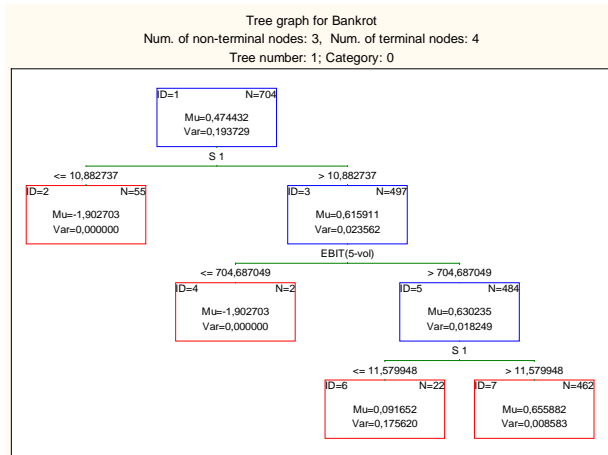 Tree graph for Bankrot
Num. of non-terminal nodes: 3,  Num. of terminal nodes: 4
Tree number: 1; Category: 0
ID=1 N=704
Mu=0,474432
Var=0,193729
S 1
<= 10,882737 > 10,882737
ID=2 N=55 ID=3 N=497
Mu=-1,902703 Mu=0,615911
Var=0,000000 Var=0,023562
EBIT(5-vol)
<= 704,687049 > 704,687049
ID=4 N=2 ID=5 N=484
Mu=-1,902703 Mu=0,630235
Var=0,000000 Var=0,018249
S 1
<= 11,579948 > 11,579948
ID=6 N=22 ID=7 N=462
Mu=0,091652 Mu=0,655882
Var=0,175620 Var=0,008583